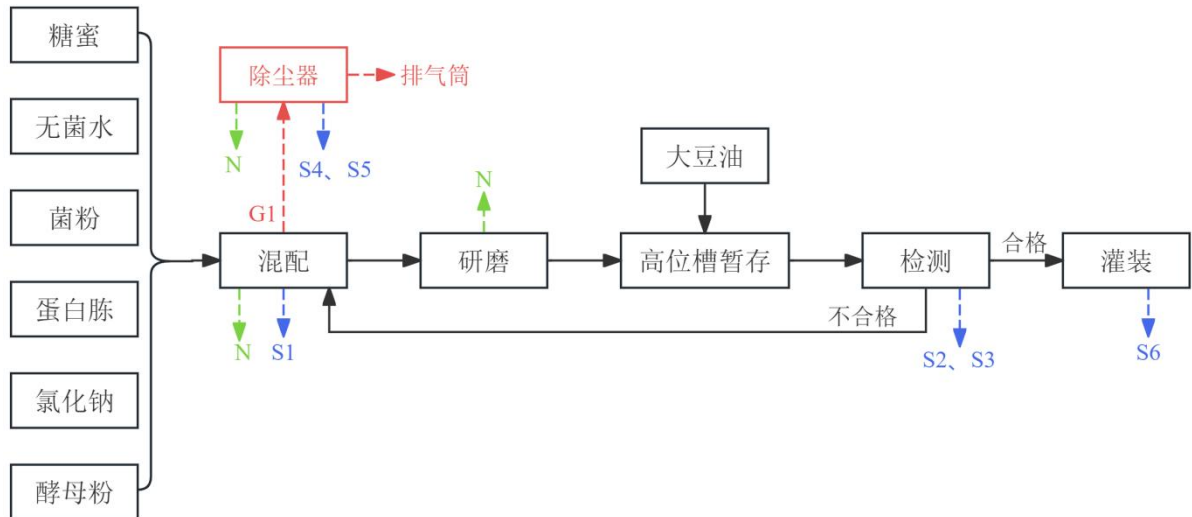 糖蜜
无菌水
菌粉
蛋白胨
氯化钠
酵母粉
除尘器
排气筒
N
S4、S5
G1
混配
N
S1
N
研磨
大豆油
高位槽暂存
检测
合格
不合格
S2、S3
灌装
S6